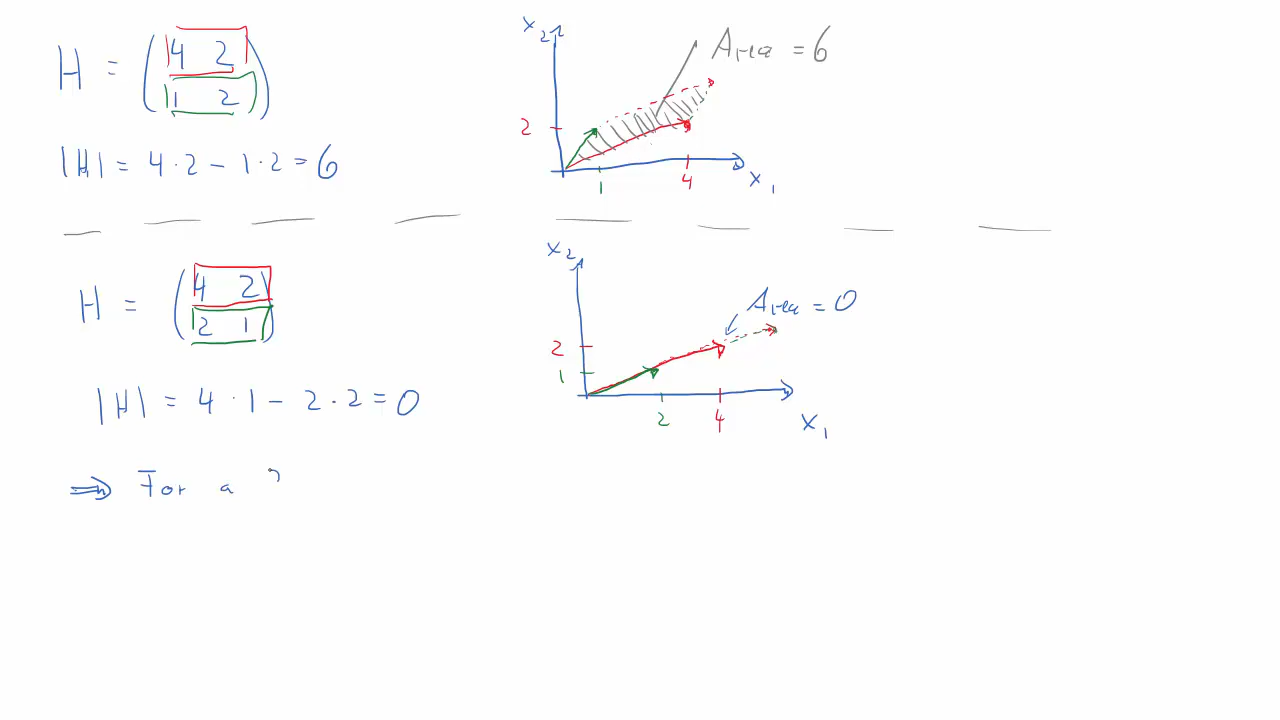 H = ( 4 2
1 2 )
|H| = 4 · 2 − 1 · 2 = 6
x₂
Area = 6
2
1
4
x₁
H = ( 4 2
2 1 )
|H| = 4 · 1 − 2 · 2 = 0
x₂
Area = 0
2
1
2
4
x₁
⇒ For a